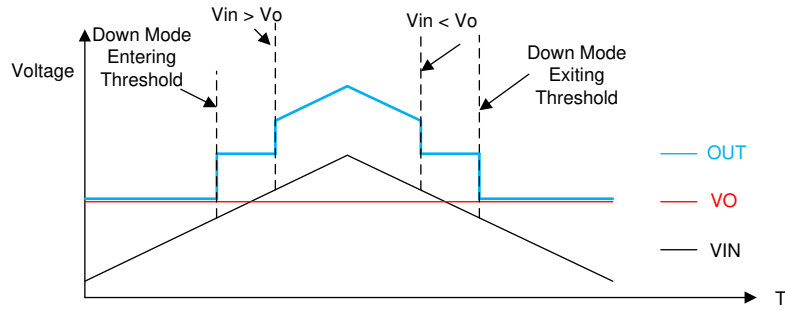 Vin > Vo
Vin < Vo
Down Mode
Entering
Threshold
Down Mode
Exiting
Threshold
Voltage
OUT
VO
VIN
T